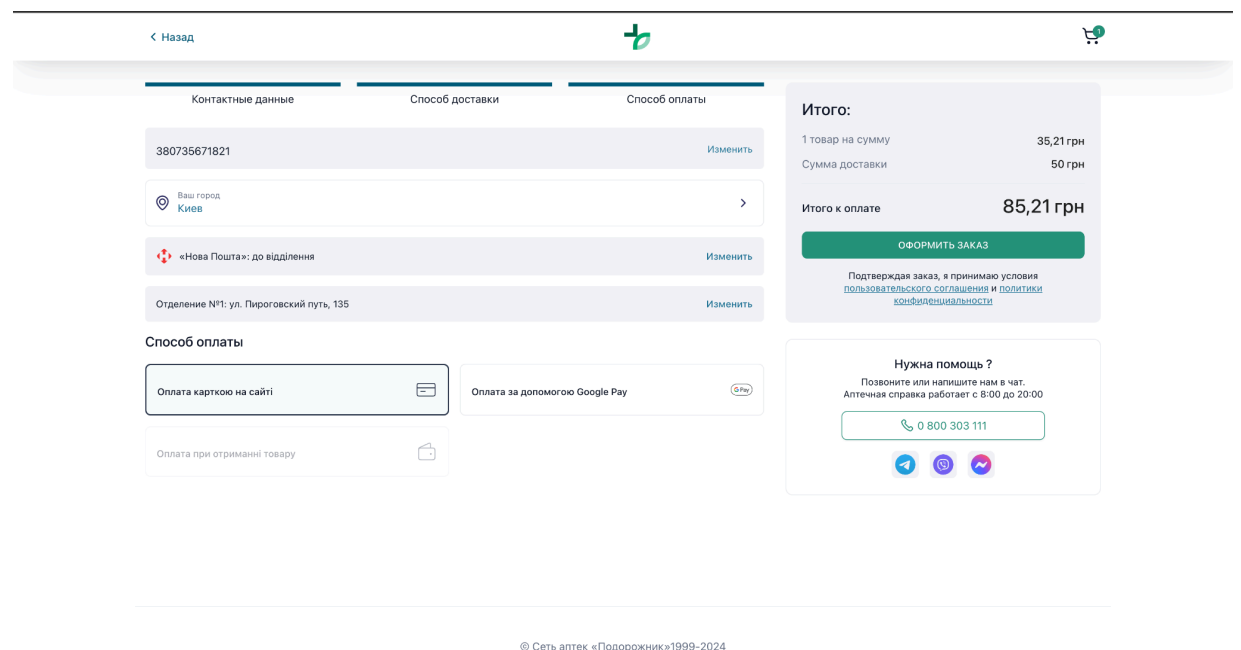 Назад
1
Контактные данные
Способ доставки
Способ оплаты
380735671821
Изменить
Ваш город
Киев
«Нова Пошта»: до відділення
Изменить
Отделение №1: ул. Пироговский путь, 135
Изменить
Способ оплаты
Оплата карткою на сайті
Оплата за допомогою Google Pay
G Pay
Оплата при отриманні товару
Итого:
1 товар на сумму
35,21 грн
Сумма доставки
50 грн
Итого к оплате
85,21 грн
ОФОРМИТЬ ЗАКАЗ
Подтверждая заказ, я принимаю условия
пользовательского соглашения и политики
конфиденциальности
Нужна помощь ?
Позвоните или напишите нам в чат.
Аптечная справка работает с 8:00 до 20:00
0 800 303 111
© Сеть аптек «Подорожник»1999-2024